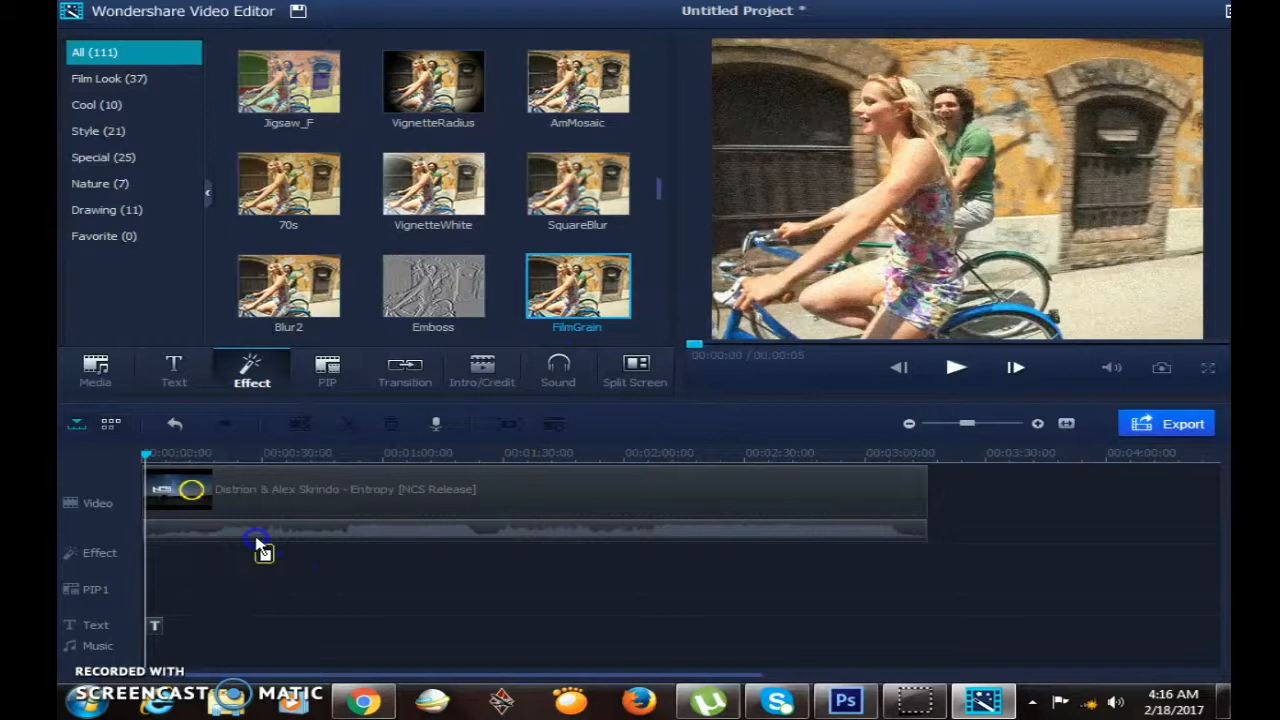 Wondershare Video Editor
Untitled Project *
All (111)
Film Look (37)
Cool (10)
Style (21)
Special (25)
Nature (7)
Drawing (11)
Favorite (0)
Jigsaw_F
VignetteRadius
AmMosaic
70s
VignetteWhite
SquareBlur
Blur2
Emboss
FilmGrain
Media
Text
Effect
PIP
Transition
Intro/Credit
Sound
Split Screen
00:00:00 / 00:00:05
Export
00:00:00:00
00:00:30:00
00:01:00:00
00:01:30:00
00:02:00:00
00:02:30:00
00:03:00:00
00:03:30:00
00:04:00:00
Video
NCS
Distrion & Alex Skrindo - Entropy [NCS Release]
Effect
PIP1
T Text
T
Music
RECORDED WITH
SCREENCAST MATIC
Ps
4:16 AM
2/18/2017